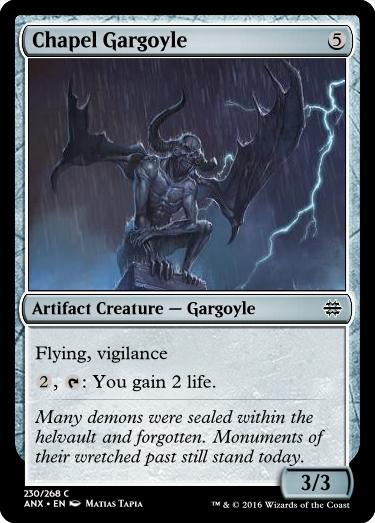 Chapel Gargoyle 5
Artifact Creature — Gargoyle
Flying, vigilance
2, : You gain 2 life.
Many demons were sealed within the
helvault and forgotten. Monuments of
their wretched past still stand today.
3/3
230/268 C
ANX • EN Matias Tapia
™ & © 2016 Wizards of the Coast